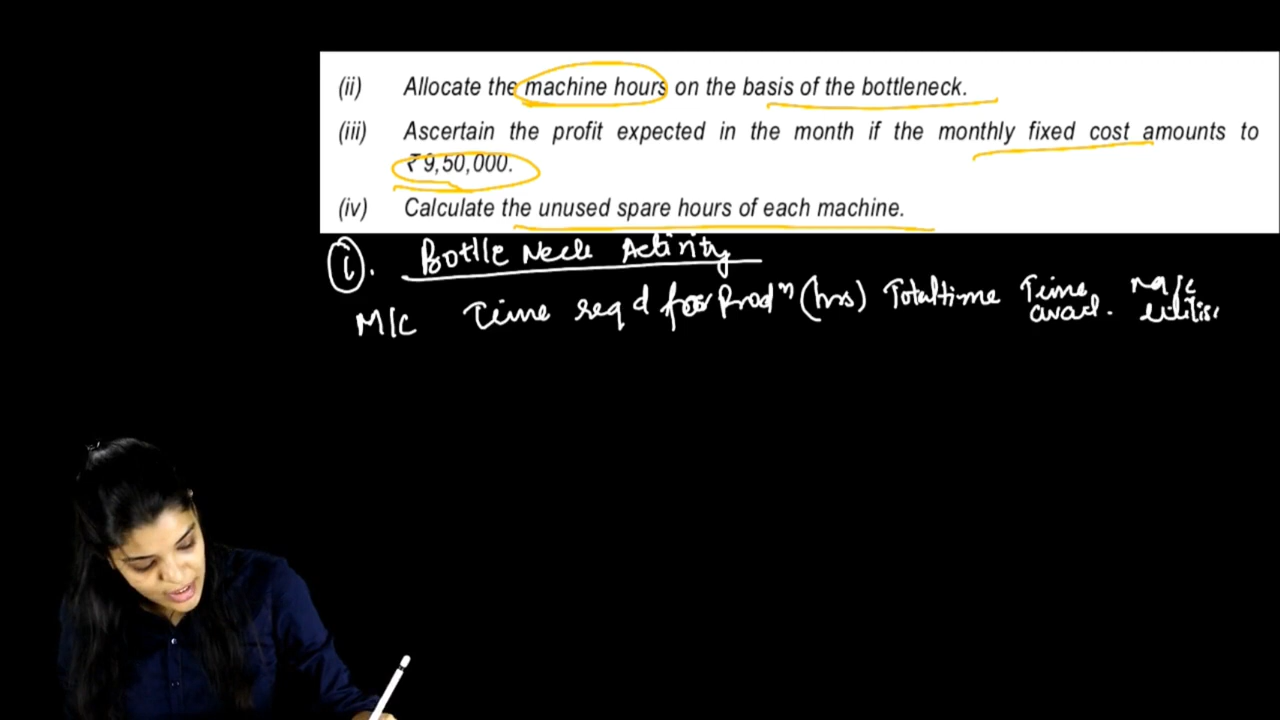 (ii) Allocate the machine hours on the basis of the bottleneck.
(iii) Ascertain the profit expected in the month if the monthly fixed cost amounts to
₹9,50,000.
(iv) Calculate the unused spare hours of each machine.
(i). Bottle Neck Activity
M/C Time reqd for Prodⁿ (hrs) Total time Time avail. M/c utilis